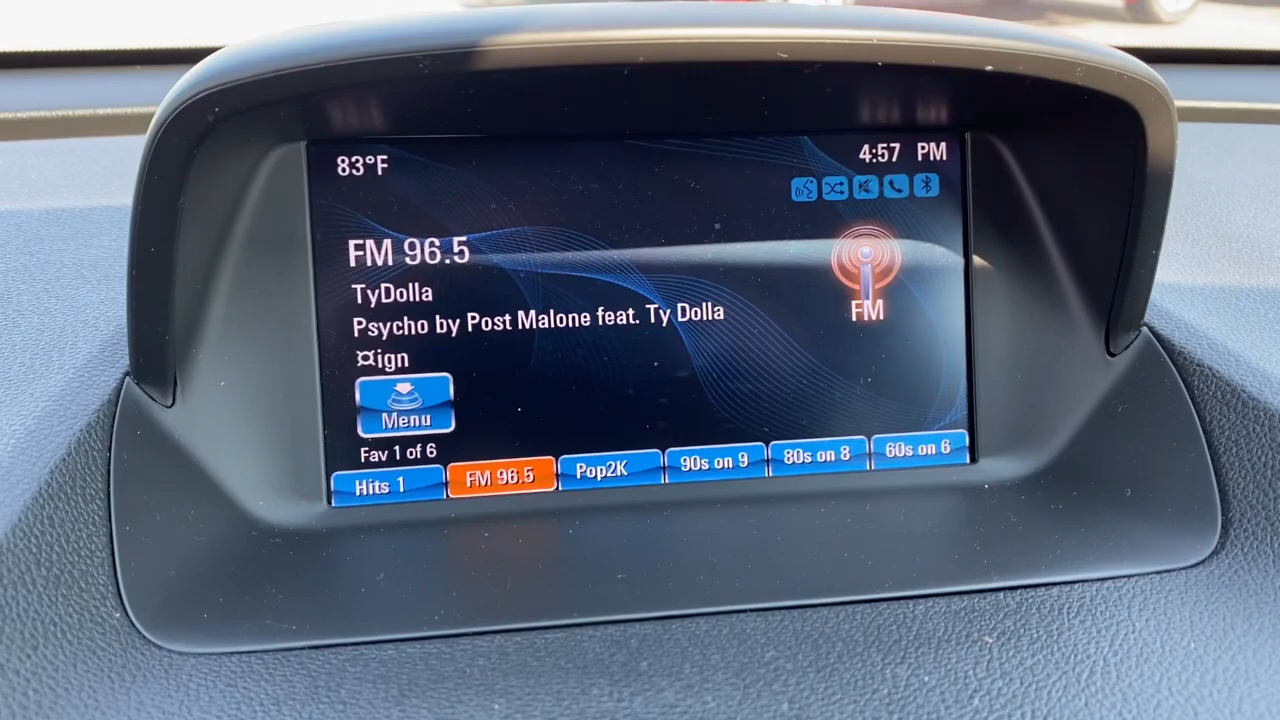 83°F
4:57 PM
FM 96.5
TyDolla
Psycho by Post Malone feat. Ty Dolla
¤ign
FM
Menu
Fav 1 of 6
Hits 1
FM 96.5
Pop2K
90s on 9
80s on 8
60s on 6